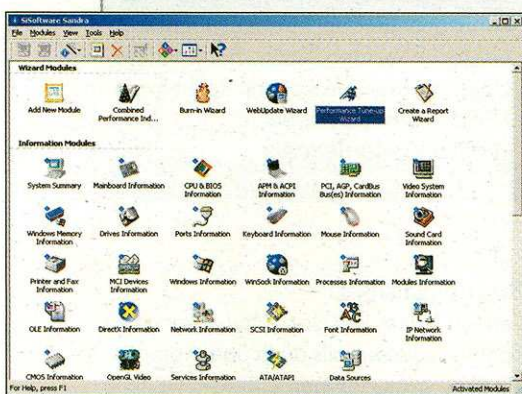 SiSoftware Sandra
File Modules View Tools Help
Wizard Modules
Add New Module
Combined
Performance Ind...
Burn-in Wizard
WebUpdate Wizard
Performance Tune-up
Wizard
Create a Report
Wizard
Information Modules
System Summary
Mainboard Information
CPU & BIOS
Information
APM & ACPI
Information
PCI, AGP, CardBus
Bus(es) Information
Video System
Information
Windows Memory
Information
Drives Information
Ports Information
Keyboard Information
Mouse Information
Sound Card
Information
Printer and Fax
Information
MCI Devices
Information
Windows Information
WinSock Information
Processes Information
Modules Information
OLE Information
DirectX Information
Network Information
SCSI Information
Font Information
IP Network
Information
CMOS Information
OpenGL Video
Services Information
ATA/ATAPI
Data Sources
For Help, press F1
Activated Modules